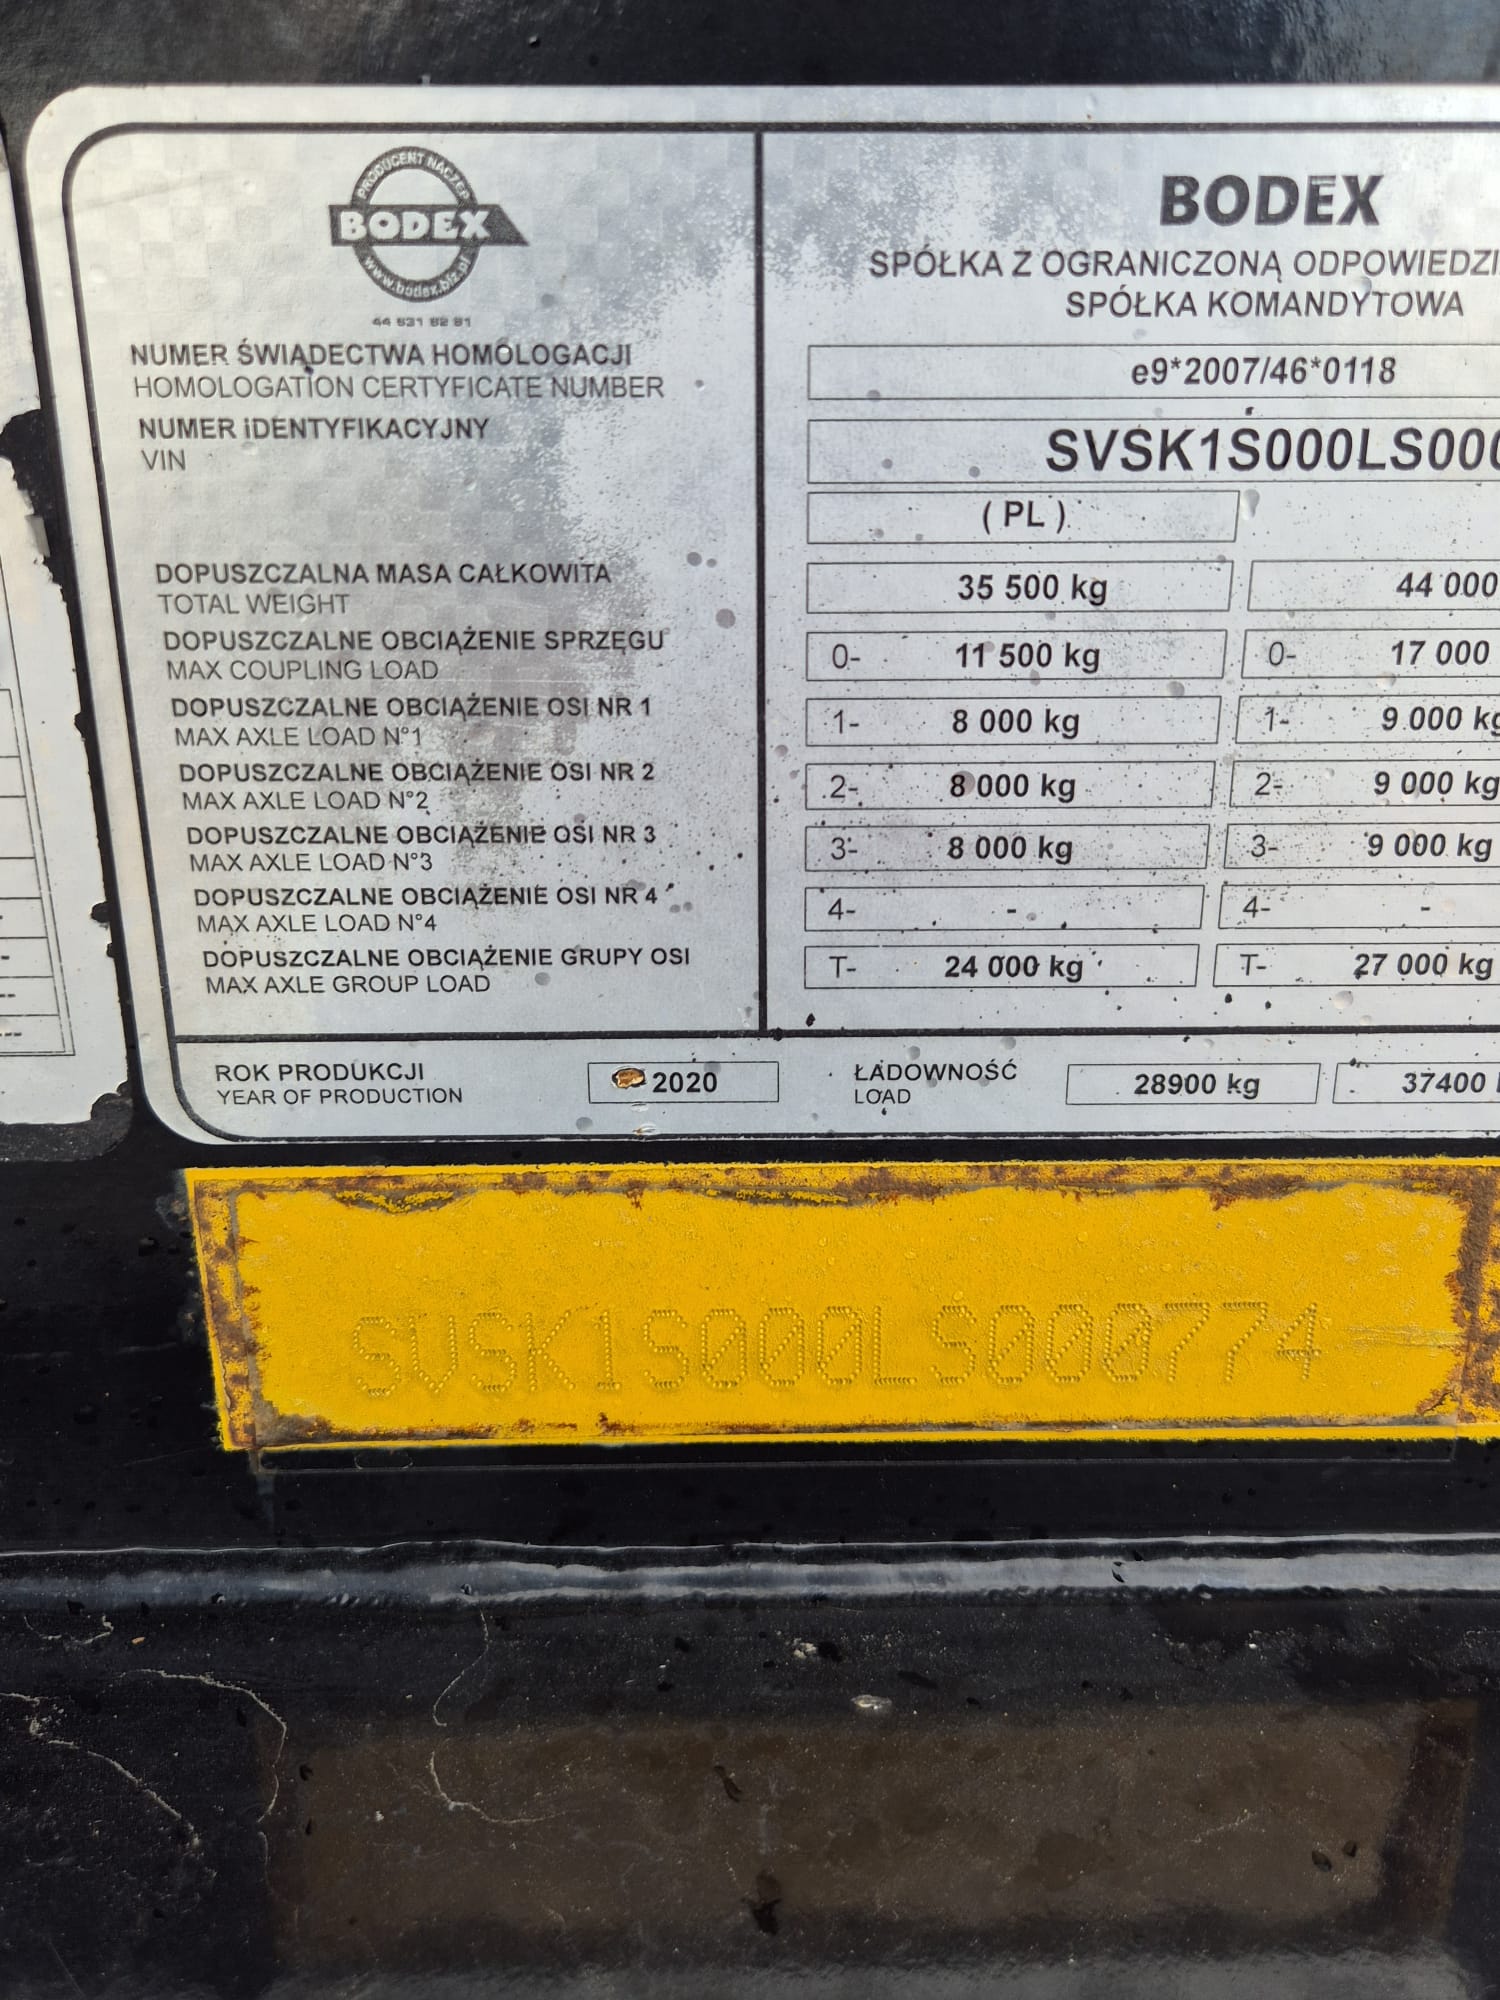 PRODUCENT NACZEP
BODEX
www.bodex.biz.pl
44 631 82 81
BODEX
SPÓŁKA Z OGRANICZONĄ ODPOWIEDZI
SPÓŁKA KOMANDYTOWA
NUMER ŚWIADECTWA HOMOLOGACJI
HOMOLOGATION CERTYFICATE NUMBER
e9*2007/46*0118
NUMER iDENTYFIKACYJNY
VIN
SVSK1S000LS000
( PL )
DOPUSZCZALNA MASA CAŁKOWITA
TOTAL WEIGHT
35 500 kg 44 000
DOPUSZCZALNE OBCIĄŻENIE SPRZĘGU
MAX COUPLING LOAD
0- 11 500 kg 0- 17 000
DOPUSZCZALNE OBCIĄŻENIE OSI NR 1
MAX AXLE LOAD N°1
1- 8 000 kg 1- 9 000 kg
DOPUSZCZALNE OBCIĄŻENIE OSI NR 2
MAX AXLE LOAD N°2
2- 8 000 kg 2- 9 000 kg
DOPUSZCZALNE OBCIĄŻENIE OSI NR 3
MAX AXLE LOAD N°3
3- 8 000 kg 3- 9 000 kg
DOPUSZCZALNE OBCIĄŻENIE OSI NR 4
MAX AXLE LOAD N°4
4- - 4- -
DOPUSZCZALNE OBCIĄŻENIE GRUPY OSI
MAX AXLE GROUP LOAD
T- 24 000 kg T- 27 000 kg
ROK PRODUKCJI
YEAR OF PRODUCTION
2020
ŁADOWNOŚĆ
LOAD
28900 kg 37400
SVSK1S000LS000774